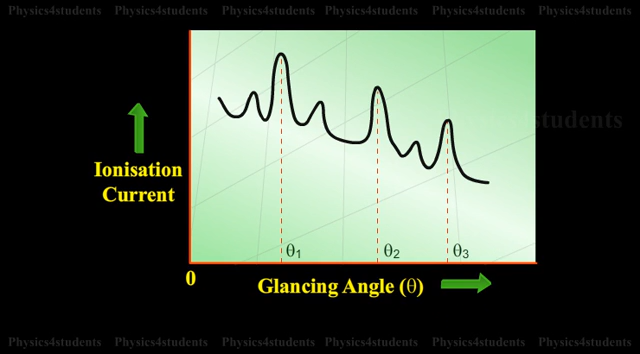 Physics4students Physics4students Physics4students Physics4students Physics4students Physics4students
students
Ionisation
Current
θ1 θ2 θ3
0
Glancing Angle (θ)
Physics4students Physics4students Physics4students Physics4students Physics4students Physics4students